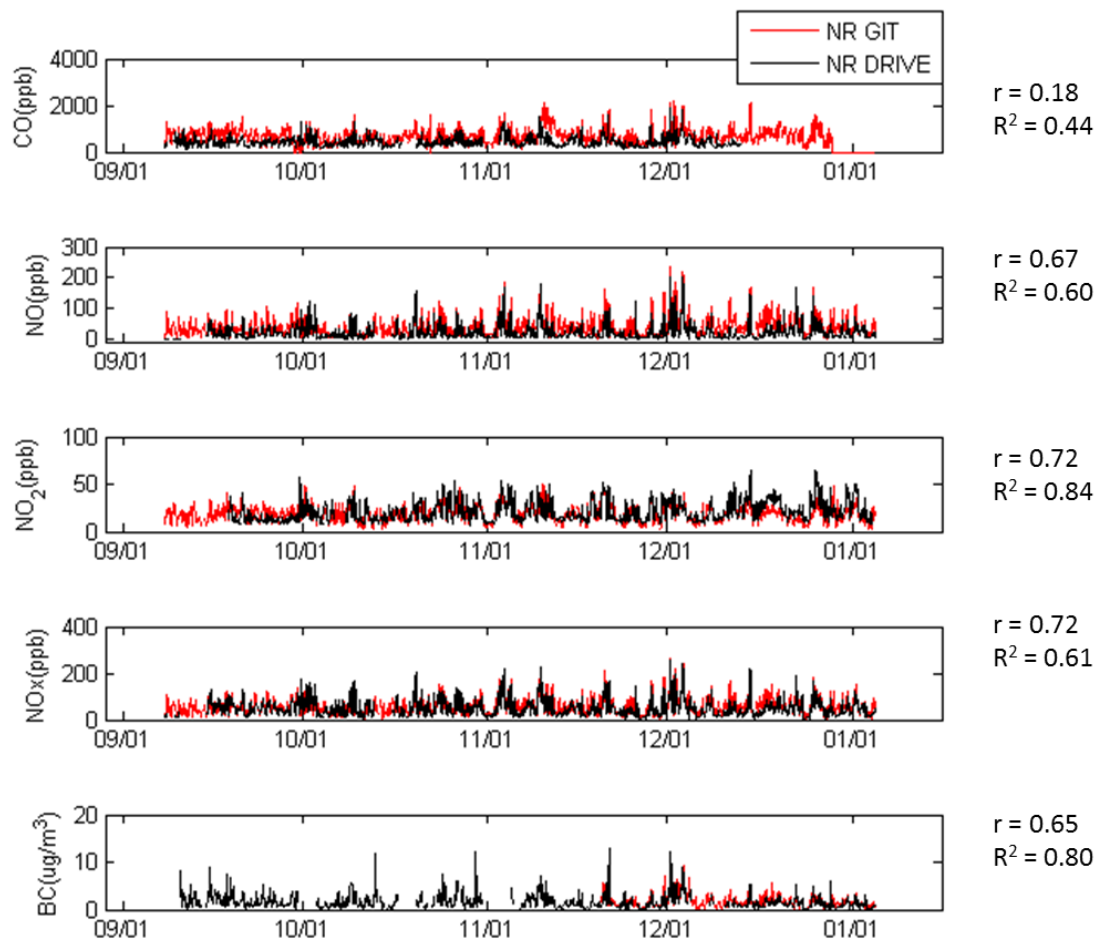 NR GIT
NR DRIVE
4000
2000
0
CO(ppb)
09/01 10/01 11/01 12/01 01/01
r = 0.18
R² = 0.44
300
200
100
0
NO(ppb)
09/01 10/01 11/01 12/01 01/01
r = 0.67
R² = 0.60
100
50
0
NO₂(ppb)
09/01 10/01 11/01 12/01 01/01
r = 0.72
R² = 0.84
400
200
0
NOx(ppb)
09/01 10/01 11/01 12/01 01/01
r = 0.72
R² = 0.61
20
10
0
BC(ug/m³)
09/01 10/01 11/01 12/01 01/01
r = 0.65
R² = 0.80